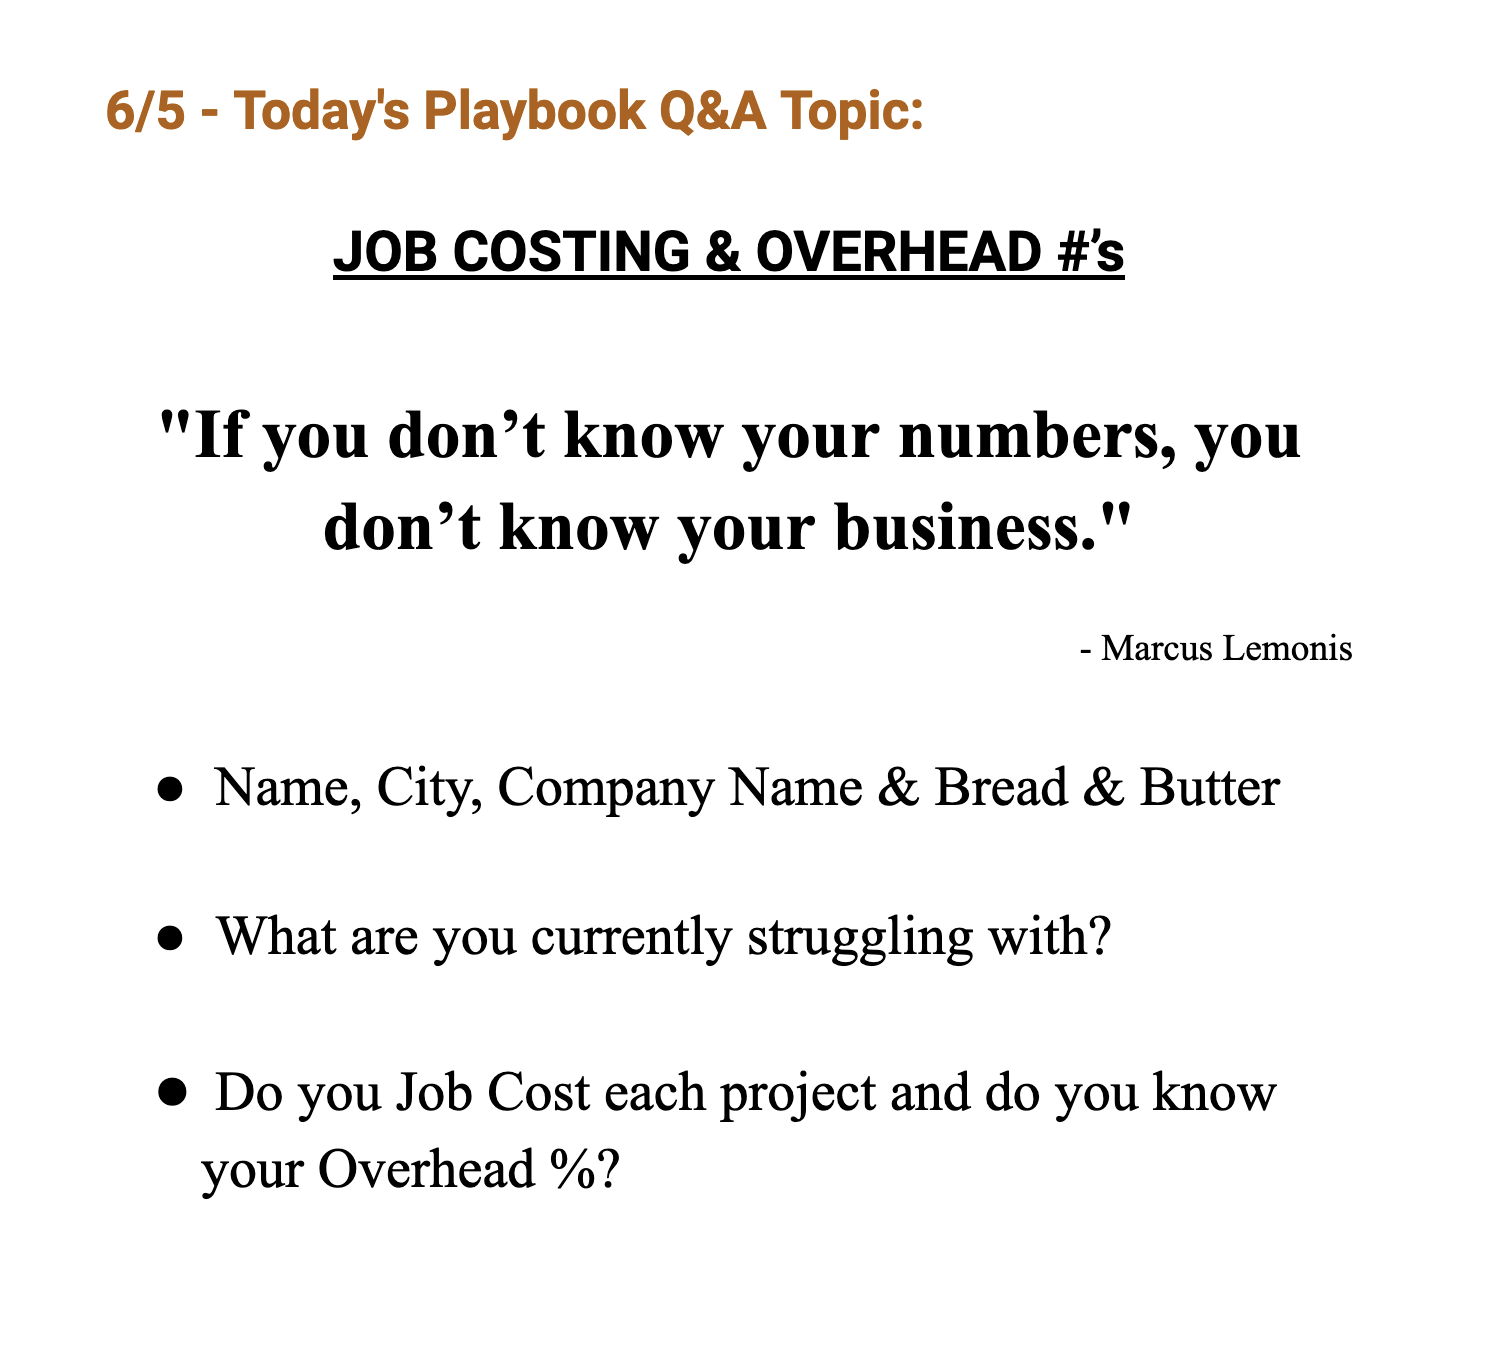 6/5 - Today's Playbook Q&A Topic:
JOB COSTING & OVERHEAD #’s
"If you don’t know your numbers, you
don’t know your business."
- Marcus Lemonis
● Name, City, Company Name & Bread & Butter
● What are you currently struggling with?
● Do you Job Cost each project and do you know
your Overhead %?